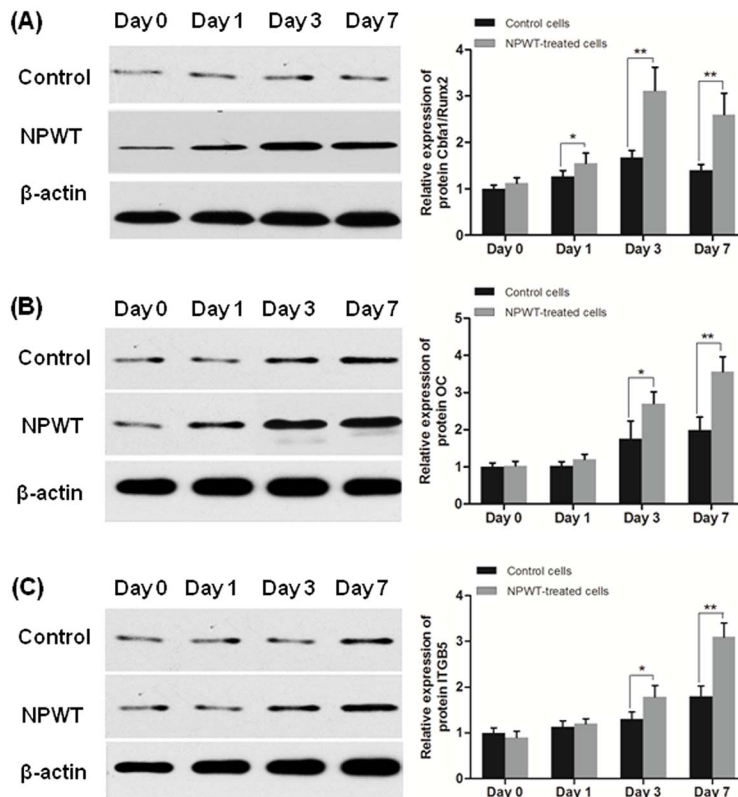 (A)
Day 0 Day 1 Day 3 Day 7
Control
NPWT
β-actin
Control cells
NPWT-treated cells
Relative expression of
protein Cbfa1/Runx2
4
3
2
1
0
*
**
**
Day 0 Day 1 Day 3 Day 7
(B)
Day 0 Day 1 Day 3 Day 7
Control
NPWT
β-actin
Control cells
NPWT-treated cells
Relative expression of
protein OC
5
4
3
2
1
0
*
**
Day 0 Day 1 Day 3 Day 7
(C)
Day 0 Day 1 Day 3 Day 7
Control
NPWT
β-actin
Control cells
NPWT-treated cells
Relative expression of
protein ITGB5
4
3
2
1
0
*
**
Day 0 Day 1 Day 3 Day 7